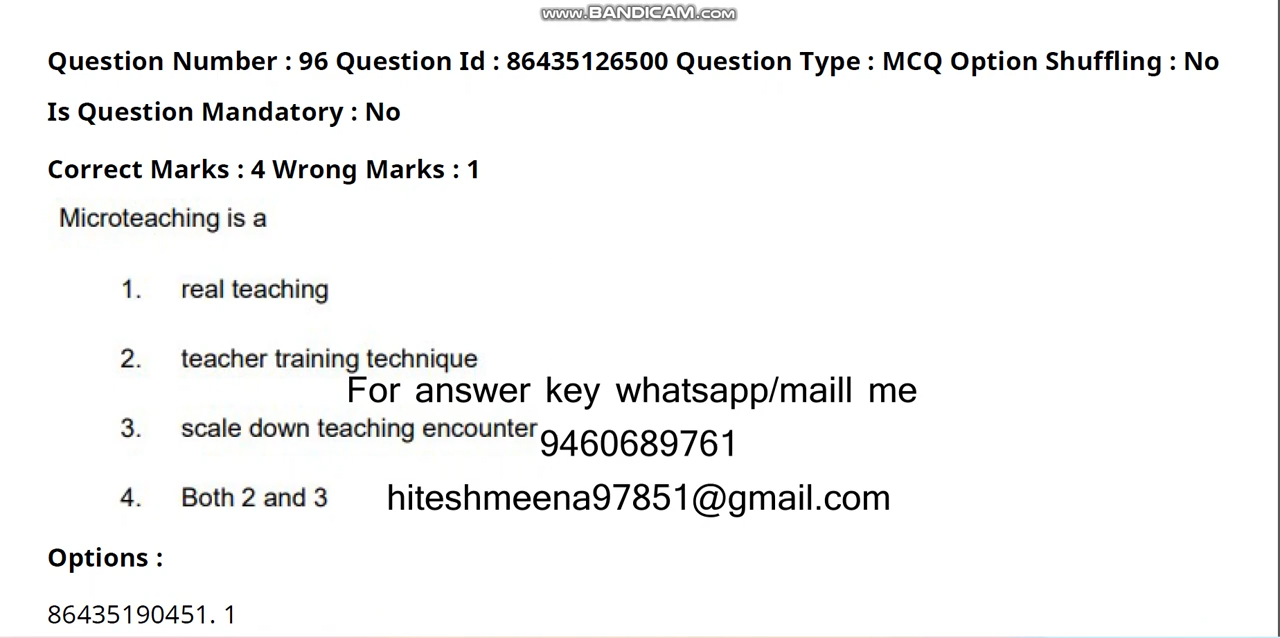 www.BANDICAM.com
Question Number : 96 Question Id : 86435126500 Question Type : MCQ Option Shuffling : No
Is Question Mandatory : No
Correct Marks : 4 Wrong Marks : 1
Microteaching is a
1. real teaching
2. teacher training technique
For answer key whatsapp/maill me
3. scale down teaching encounter
9460689761
4. Both 2 and 3
hiteshmeena97851@gmail.com
Options :
86435190451. 1